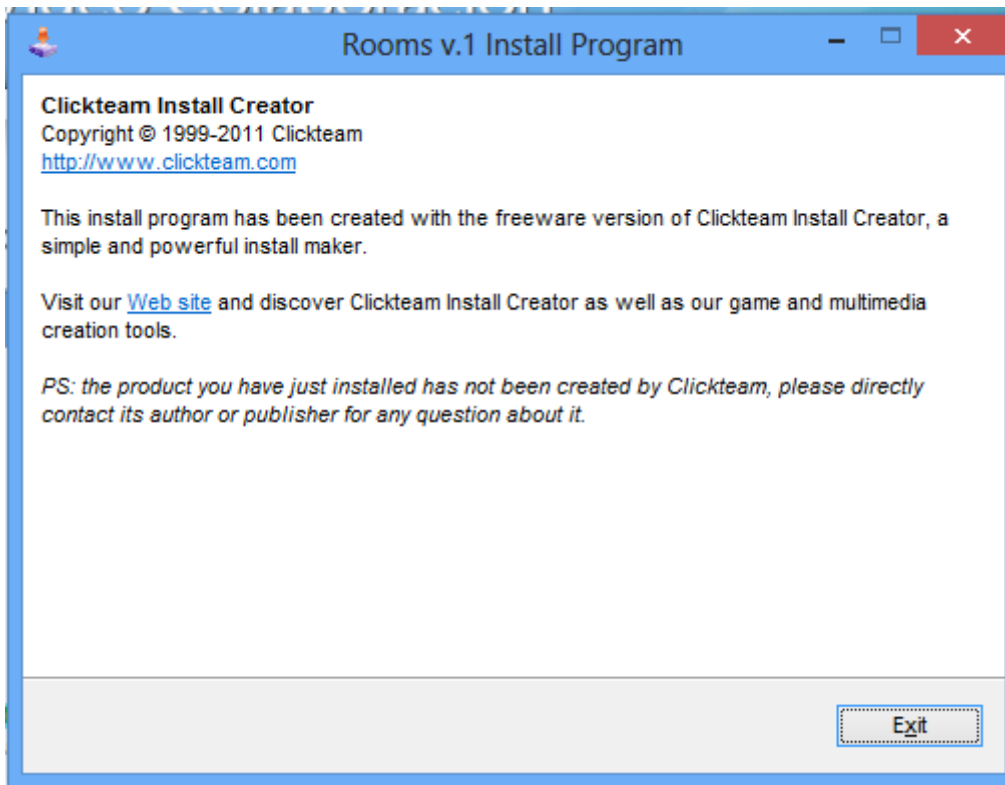 Rooms v.1 Install Program
Clickteam Install Creator
Copyright © 1999-2011 Clickteam
http://www.clickteam.com
This install program has been created with the freeware version of Clickteam Install Creator, a
simple and powerful install maker.
Visit our Web site and discover Clickteam Install Creator as well as our game and multimedia
creation tools.
PS: the product you have just installed has not been created by Clickteam, please directly
contact its author or publisher for any question about it.
Exit